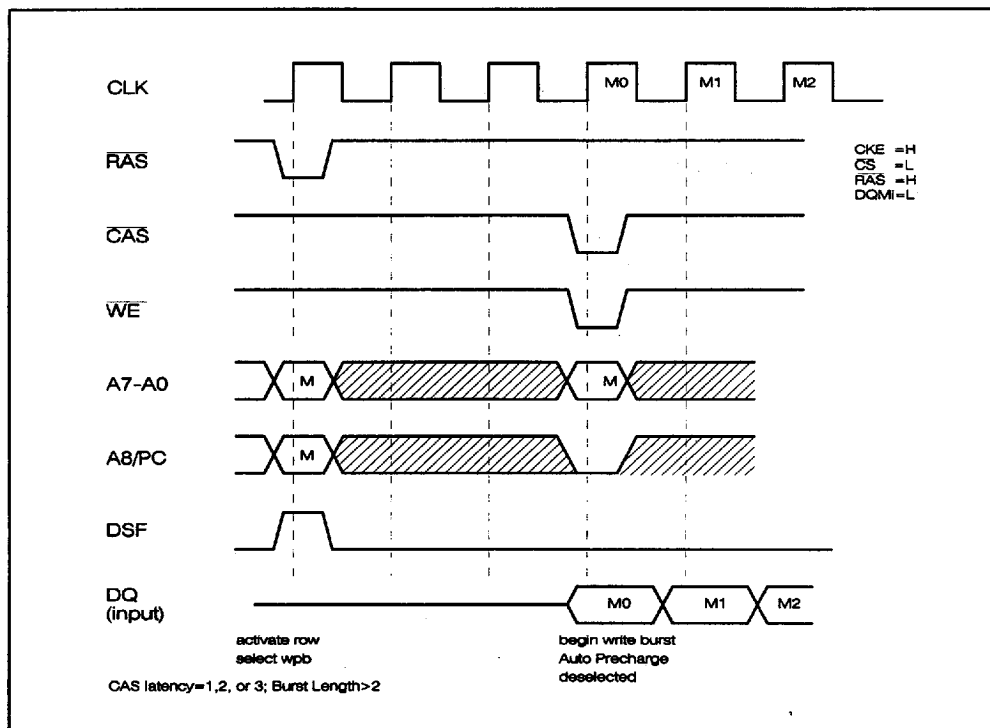 CLK
M0 M1 M2
RAS
CKE =H
CS =L
RAS =H
DQMi=L
CAS
WE
A7-A0
M M
A8/PC
M
DSF
DQ
(input)
M0 M1 M2
activate row
select wpb
begin write burst
Auto Precharge
deselected
CAS latency=1,2, or 3; Burst Length>2